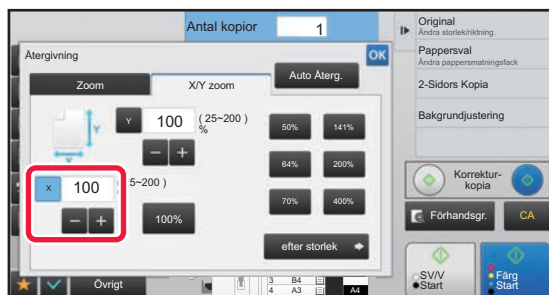 Antal kopior 1
Återgivning
OK
Zoom
X/Y zoom
Auto Återg.
Y
Y 100 (25~200)
%
X
50% 141%
X 100 5~200)
64% 200%
100%
70% 400%
efter storlek
Övrigt
3 B4
4 A3
A4
Original
Ändra storlek/riktning.
Pappersval
Ändra pappersmatningsfack
2-Sidors Kopia
Bakgrundjustering
Korrektur-
kopia
Förhandsgr.
CA
SV/V
Start
Färg
Start